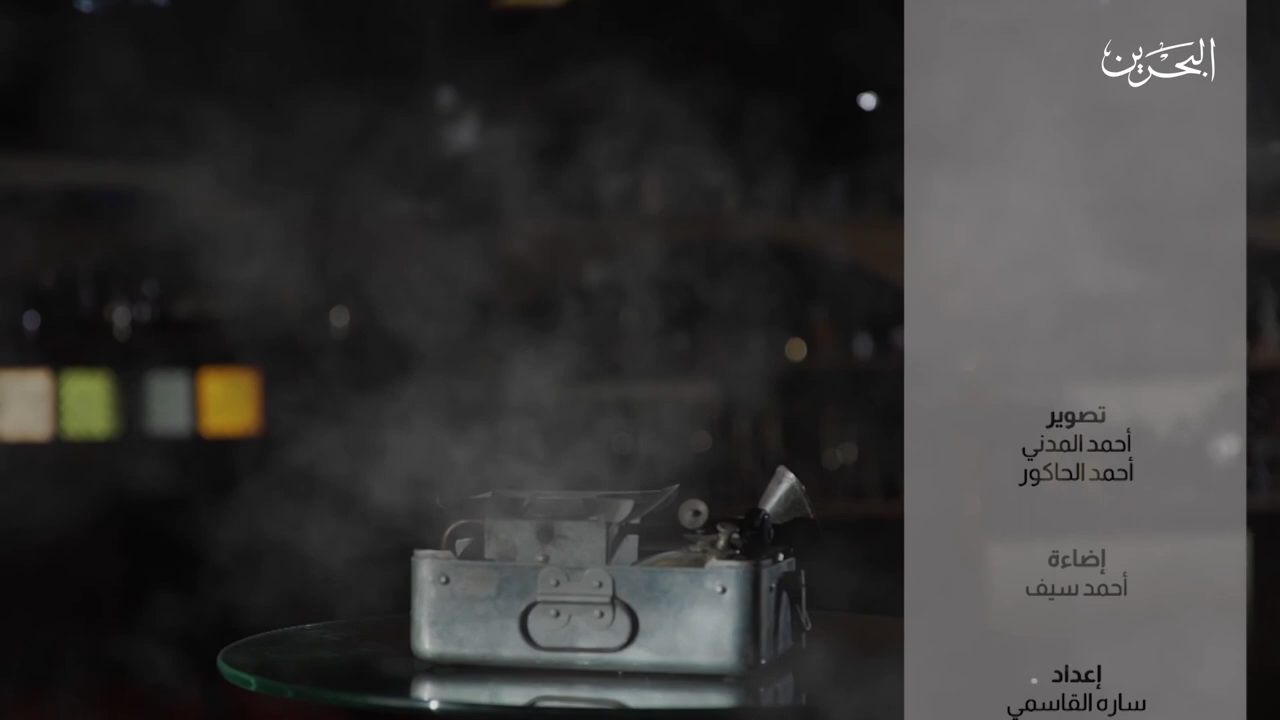 البحرين
تصوير
أحمد المدني
أحمد الحاكور
إضاءة
أحمد سيف
إعداد
ساره القاسمي